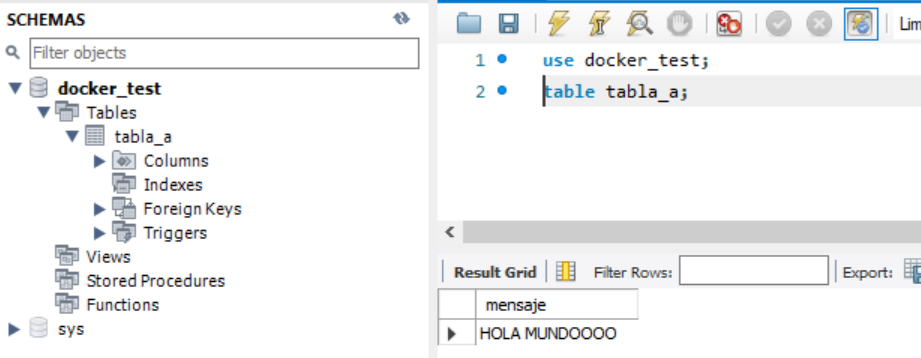 SCHEMAS
Filter objects
docker_test
Tables
tabla_a
Columns
Indexes
Foreign Keys
Triggers
Views
Stored Procedures
Functions
sys
Lim
1 use docker_test;
2 table tabla_a;
Result Grid Filter Rows: Export:
mensaje
HOLA MUNDOOOO